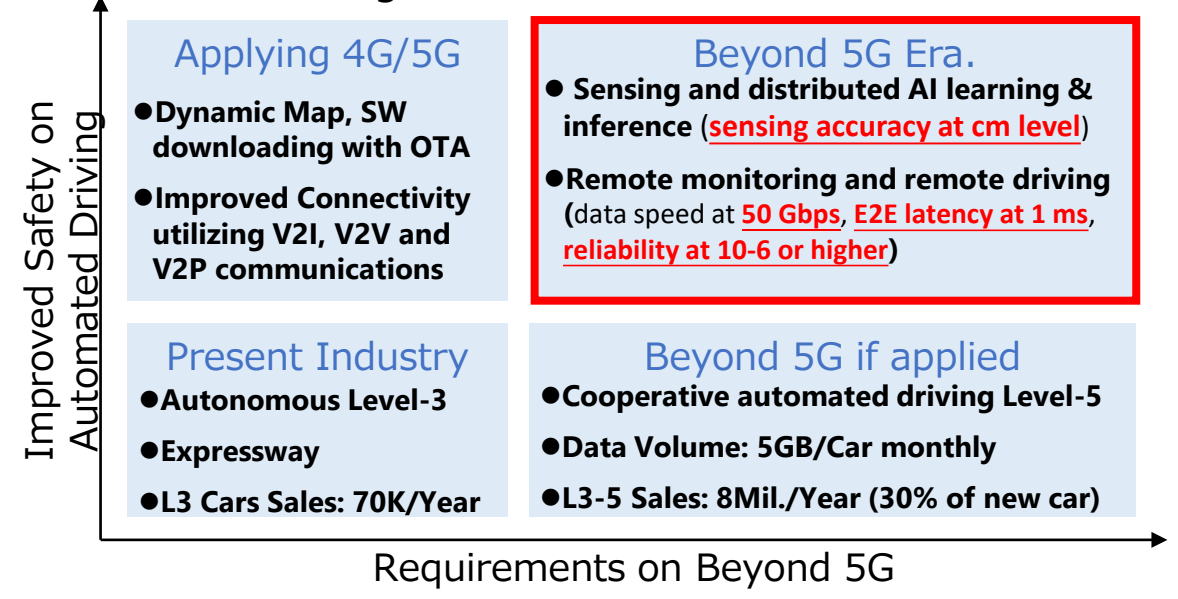 Improved Safety on
Automated Driving
Applying 4G/5G
●Dynamic Map, SW
downloading with OTA
●Improved Connectivity
utilizing V2I, V2V and
V2P communications
Beyond 5G Era.
● Sensing and distributed AI learning &
inference (sensing accuracy at cm level)
●Remote monitoring and remote driving
(data speed at 50 Gbps, E2E latency at 1 ms,
reliability at 10-6 or higher)
Present Industry
●Autonomous Level-3
●Expressway
●L3 Cars Sales: 70K/Year
Beyond 5G if applied
●Cooperative automated driving Level-5
●Data Volume: 5GB/Car monthly
●L3-5 Sales: 8Mil./Year (30% of new car)
Requirements on Beyond 5G